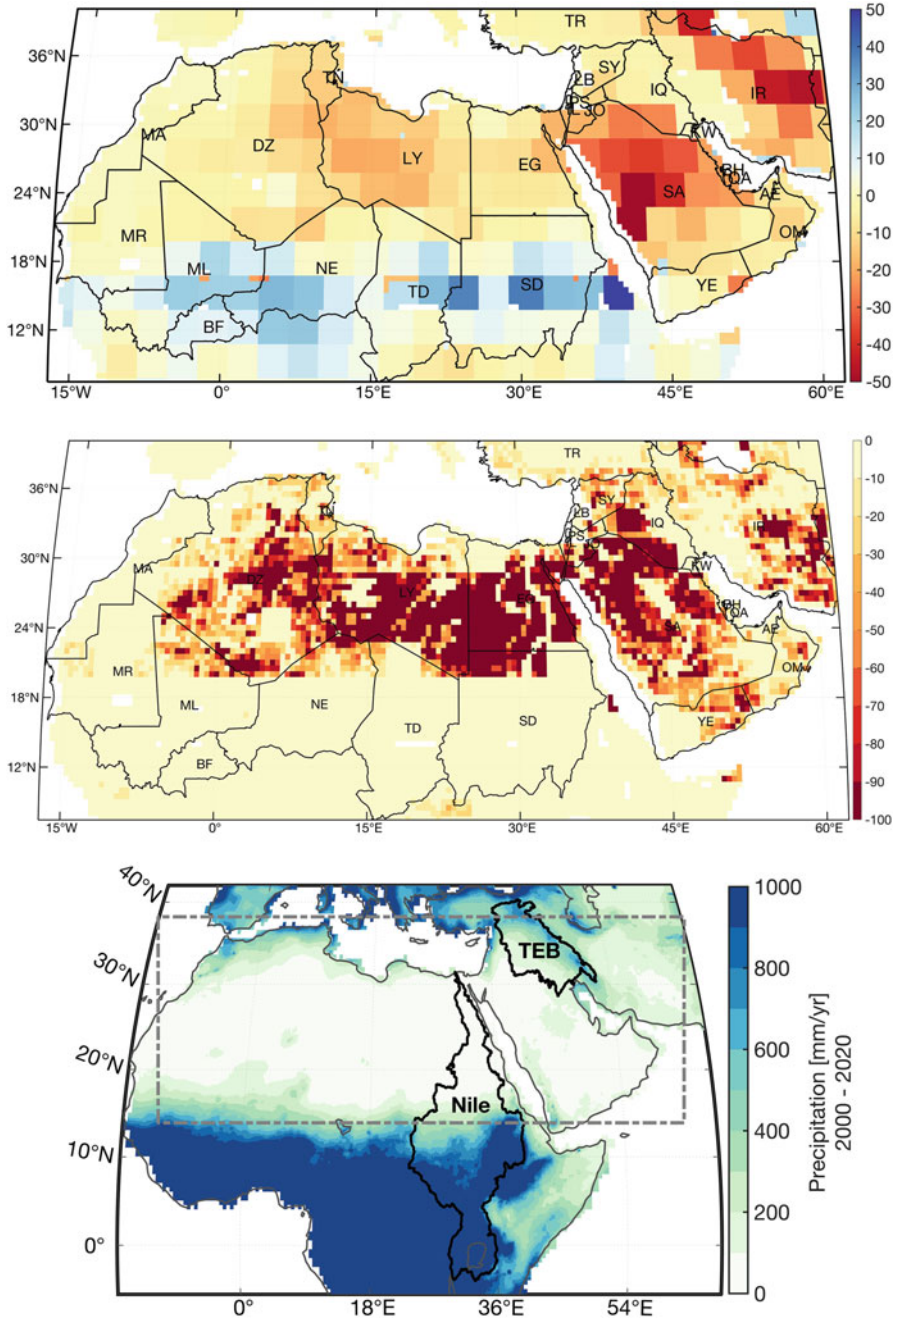 36°N
30°N
24°N
18°N
12°N
15°W
0°
15°E
30°E
45°E
60°E
TR
TN
SY
LB
IQ
IR
PS
JO
MA
DZ
LY
EG
KW
BH
QA
SA
AE
OM
MR
ML
NE
TD
SD
YE
BF
50
40
30
20
10
0
-10
-20
-30
-40
-50
36°N
30°N
24°N
18°N
12°N
15°W
0°
15°E
30°E
45°E
60°E
TR
SY
LB
IQ
IR
TN
PS
MA
DZ
LY
EG
KW
BH
QA
SA
AE
OM
MR
ML
NE
TD
SD
YE
BF
0
-10
-20
-30
-40
-50
-60
-70
-80
-90
-100
40°N
30°N
20°N
10°N
0°
0°
18°E
36°E
54°E
TEB
Nile
1000
800
600
400
200
0
Precipitation [mm/yr]
2000 - 2020